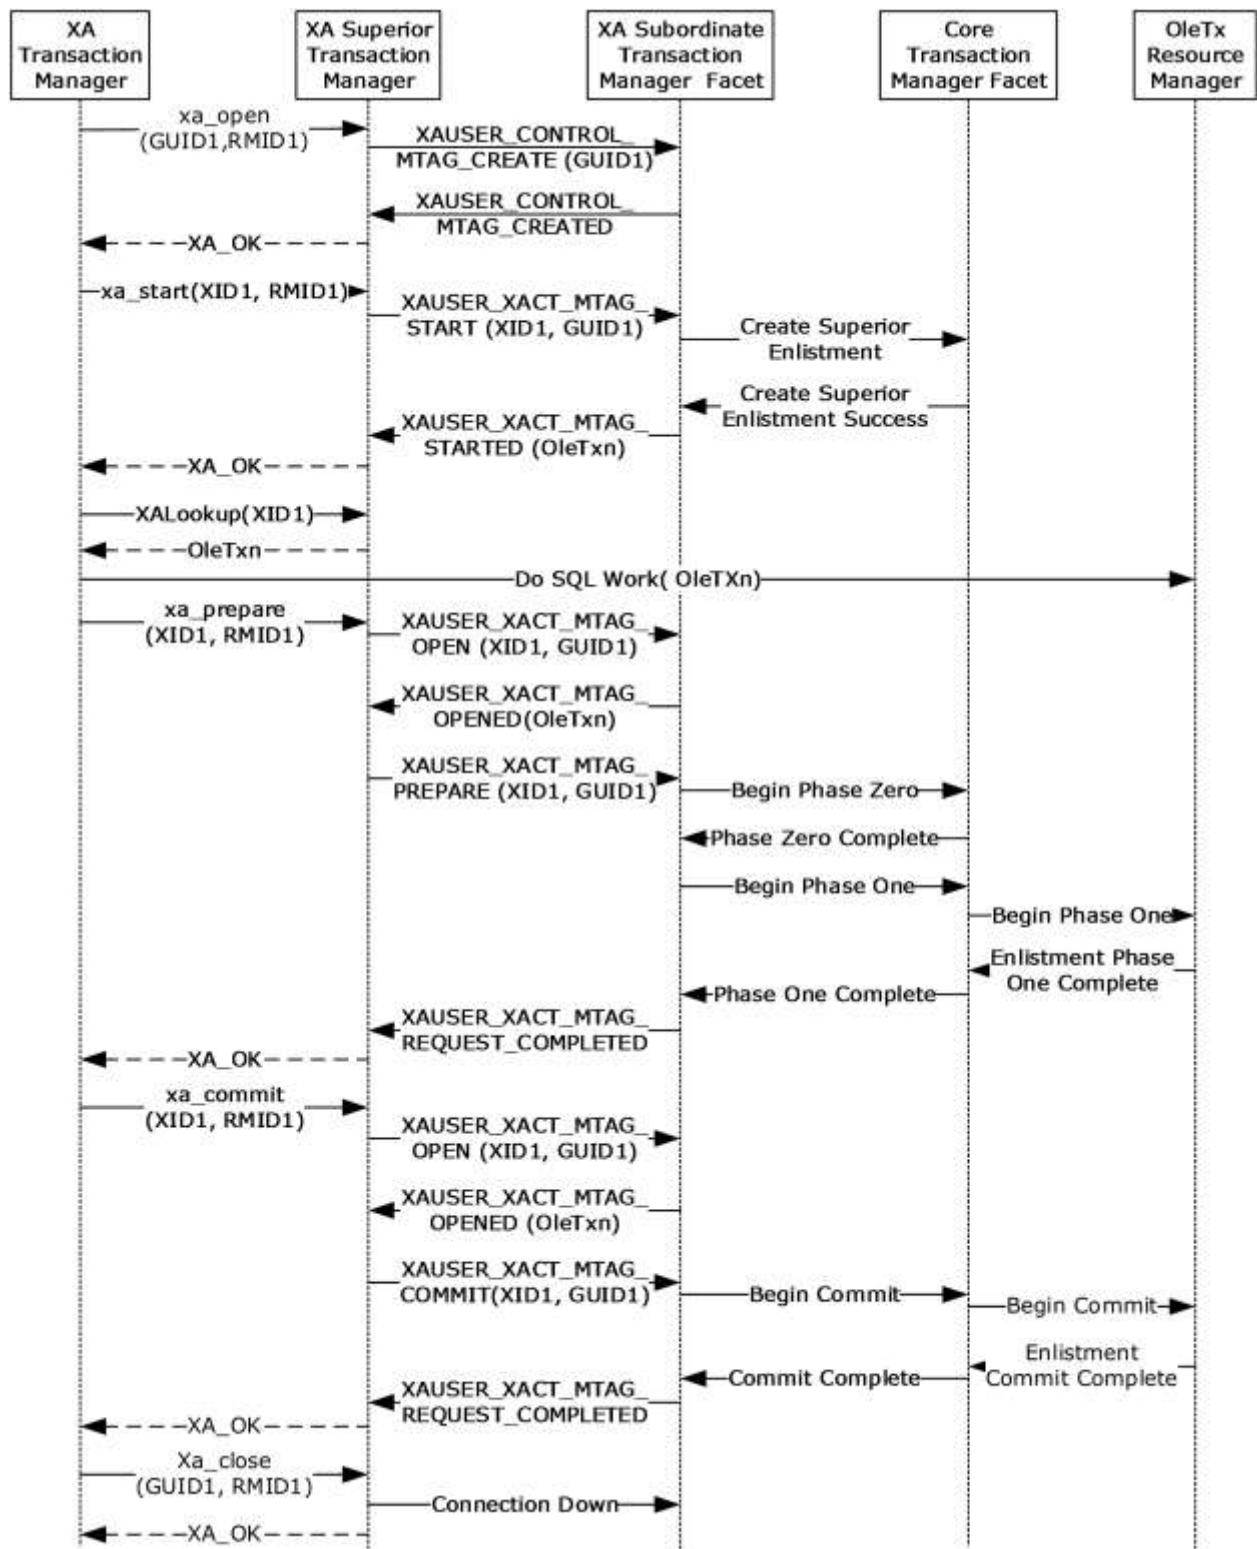 XA
Transaction
Manager
XA Superior
Transaction
Manager
XA Subordinate
Transaction
Manager Facet
Core
Transaction
Manager Facet
OleTx
Resource
Manager
xa_open
(GUID1,RMID1)
XAUSER_CONTROL_
MTAG_CREATE (GUID1)
XAUSER_CONTROL_
MTAG_CREATED
XA_OK
xa_start(XID1, RMID1)
XAUSER_XACT_MTAG_
START (XID1, GUID1)
Create Superior
Enlistment
Create Superior
Enlistment Success
XAUSER_XACT_MTAG_
STARTED (OleTxn)
XA_OK
XALookup(XID1)
OleTxn
Do SQL Work( OleTXn)
xa_prepare
(XID1, RMID1)
XAUSER_XACT_MTAG_
OPEN (XID1, GUID1)
XAUSER_XACT_MTAG_
OPENED(OleTxn)
XAUSER_XACT_MTAG_
PREPARE (XID1, GUID1)
Begin Phase Zero
Phase Zero Complete
Begin Phase One
Begin Phase One
Enlistment Phase
One Complete
Phase One Complete
XAUSER_XACT_MTAG_
REQUEST_COMPLETED
XA_OK
xa_commit
(XID1, RMID1)
XAUSER_XACT_MTAG_
OPEN (XID1, GUID1)
XAUSER_XACT_MTAG_
OPENED (OleTxn)
XAUSER_XACT_MTAG_
COMMIT(XID1, GUID1)
Begin Commit
Begin Commit
Enlistment
Commit Complete
Commit Complete
XAUSER_XACT_MTAG_
REQUEST_COMPLETED
XA_OK
Xa_close
(GUID1, RMID1)
Connection Down
XA_OK